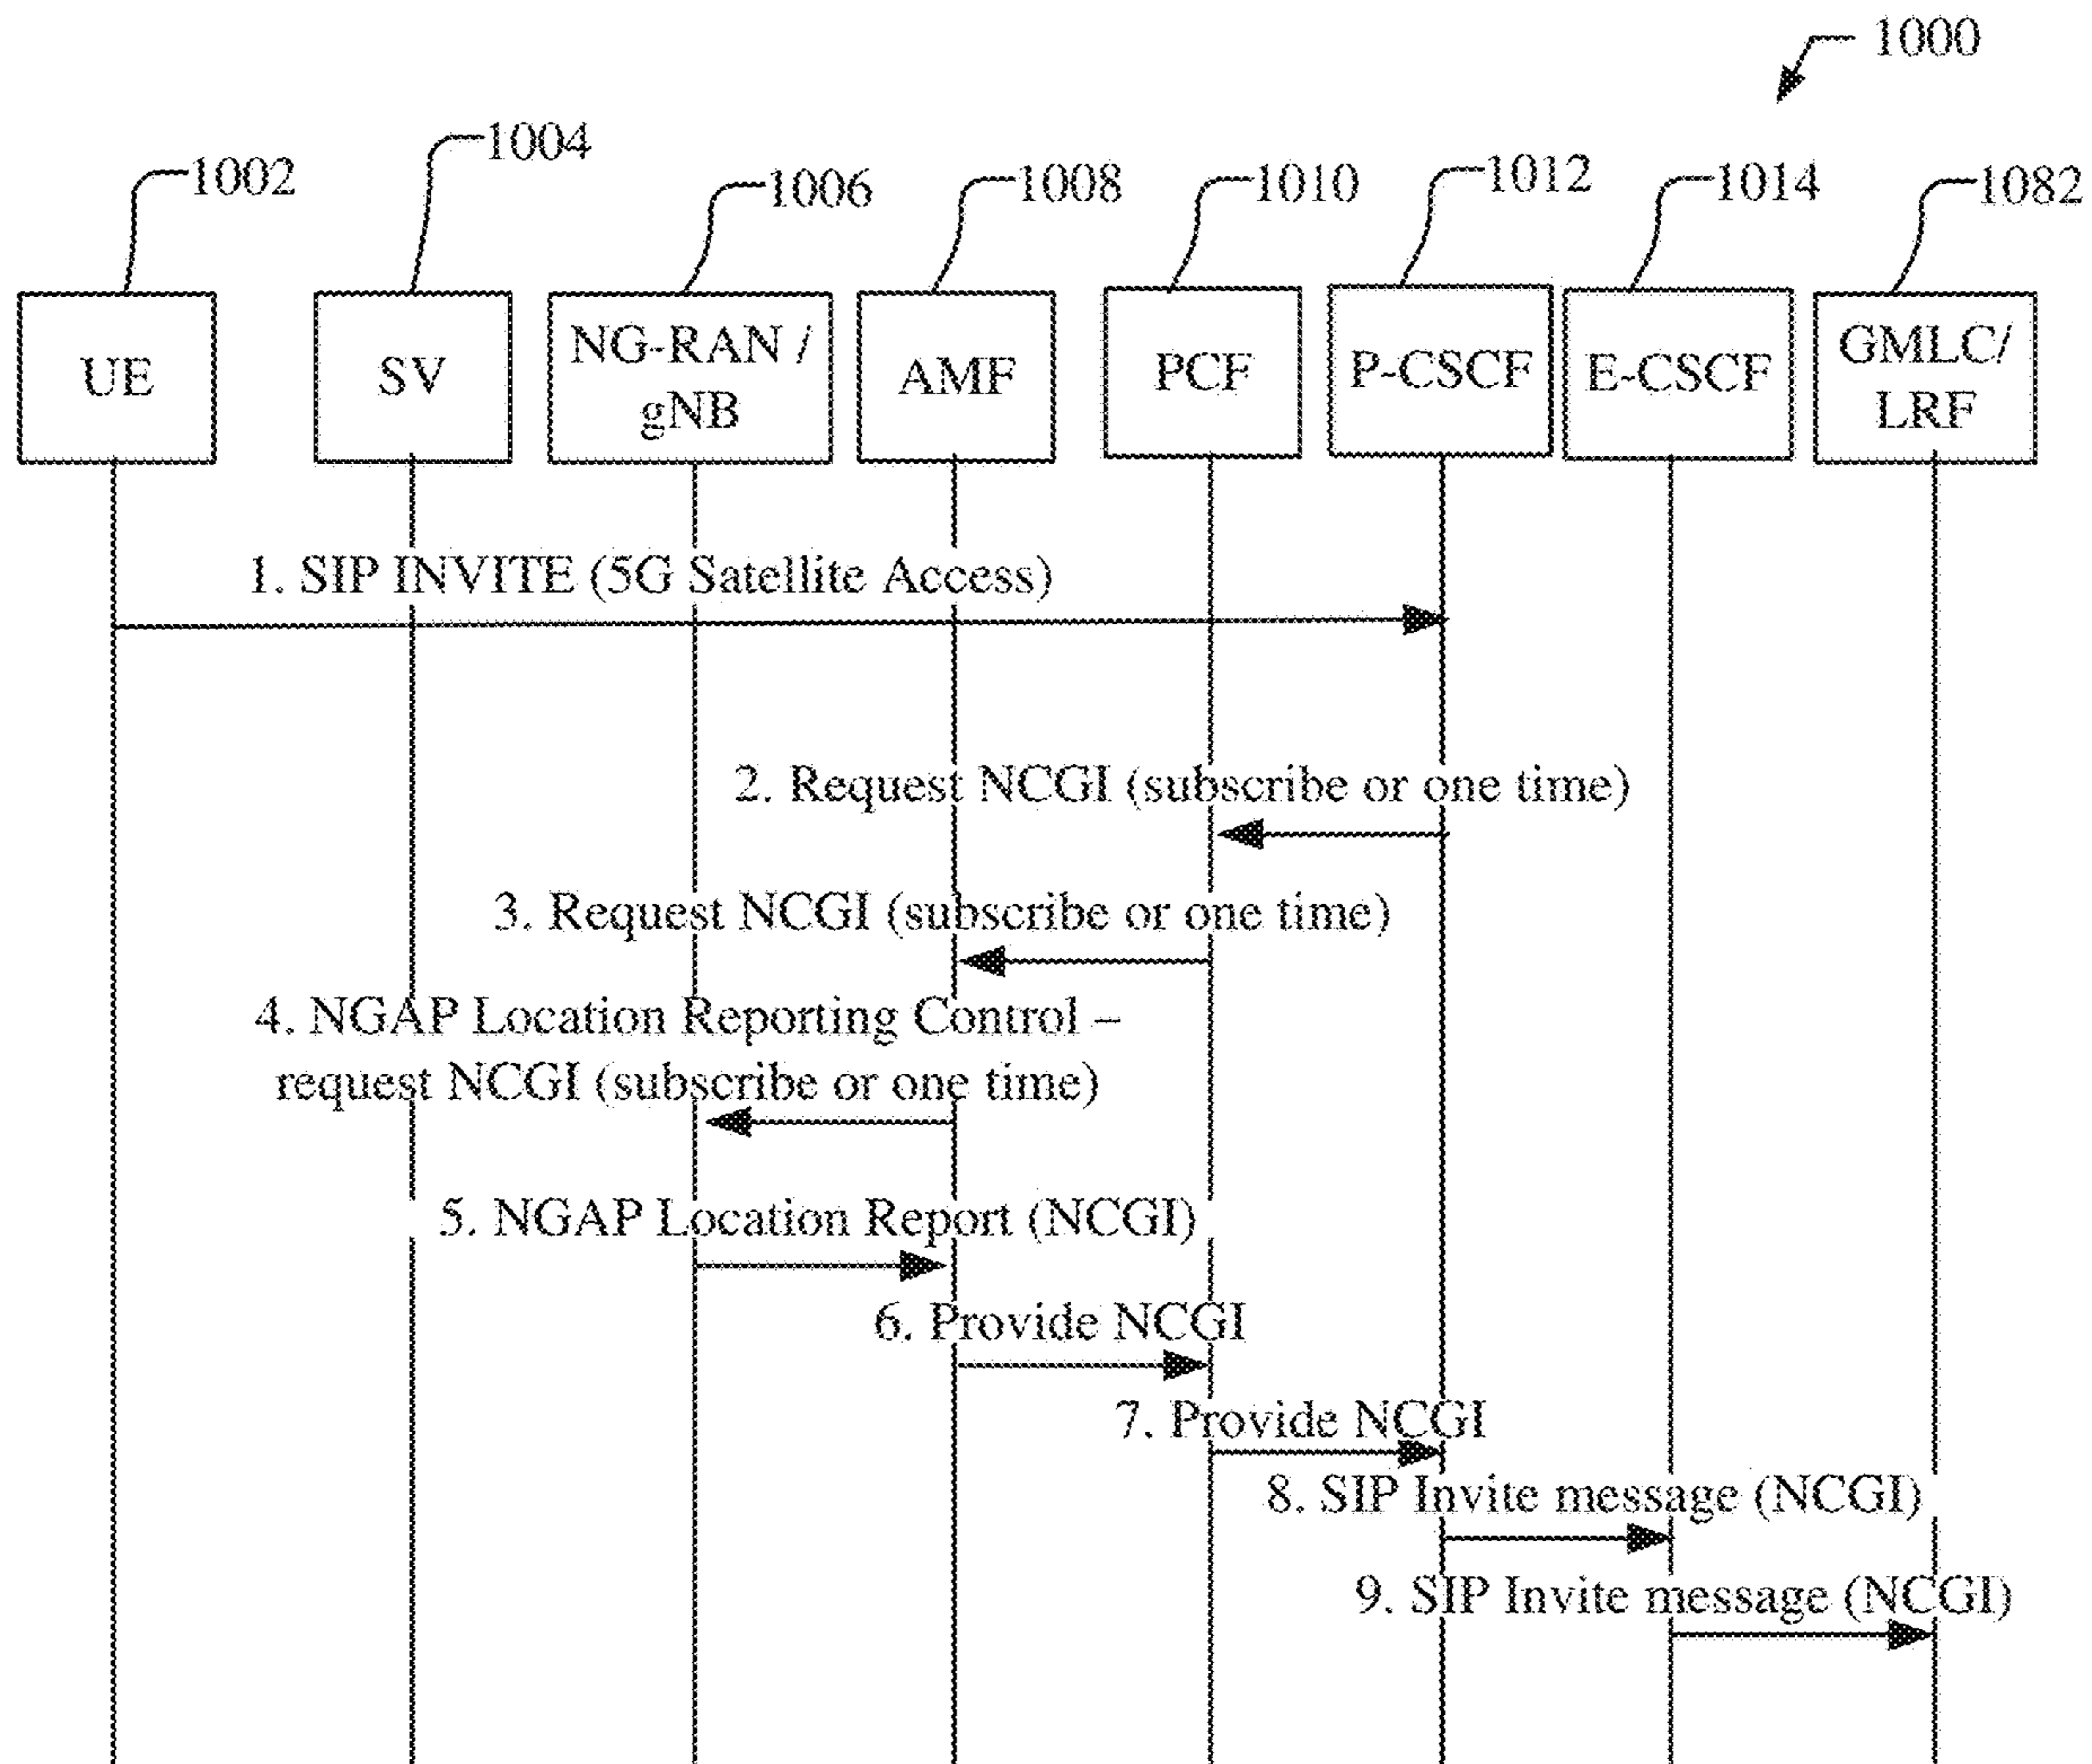 1000
1002
1004
1006
1008
1010
1012
1014
1082
UE
SV
NG-RAN /
gNB
AMF
PCF
P-CSCF
E-CSCF
GMLC/
LRF
1. SIP INVITE (5G Satellite Access)
2. Request NCGI (subscribe or one time)
3. Request NCGI (subscribe or one time)
4. NGAP Location Reporting Control –
request NCGI (subscribe or one time)
5. NGAP Location Report (NCGI)
6. Provide NCGI
7. Provide NCGI
8. SIP Invite message (NCGI)
9. SIP Invite message (NCGI)